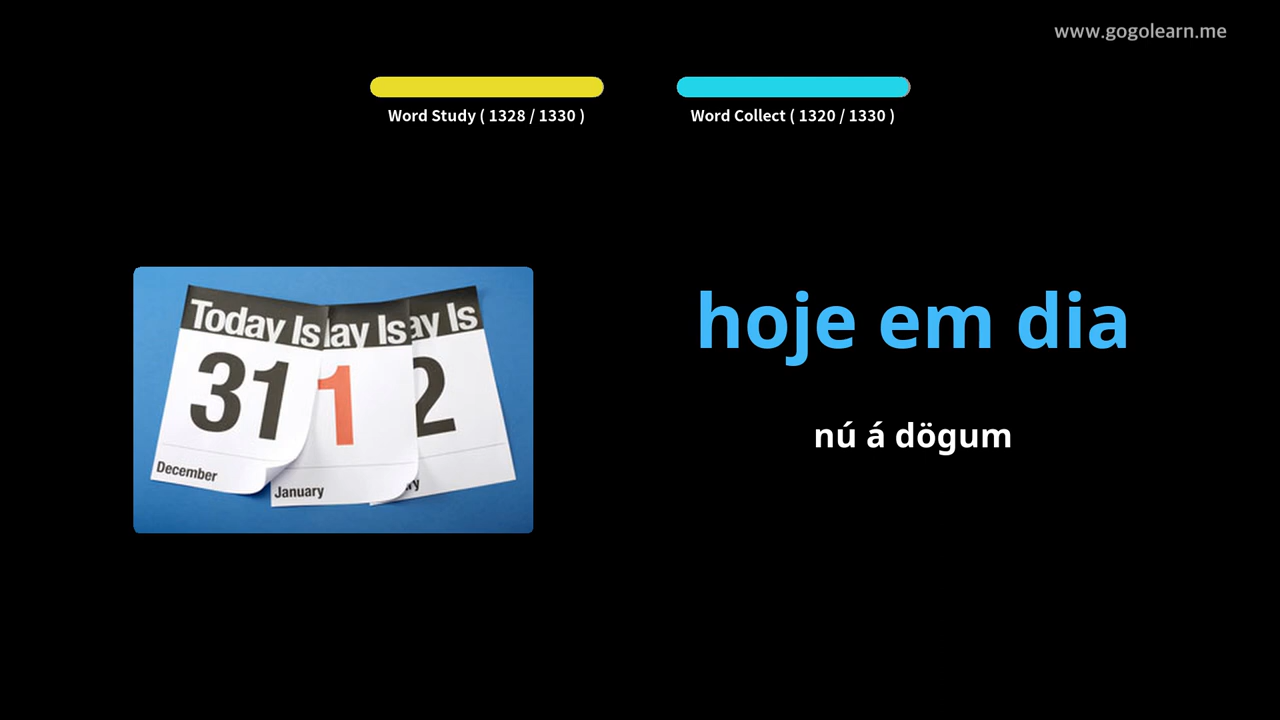 www.gogolearn.me
Word Study ( 1328 / 1330 )
Word Collect ( 1320 / 1330 )
Today Is
ay Is
ay Is
31
1
2
December
January
ry
hoje em dia
nú á dögum